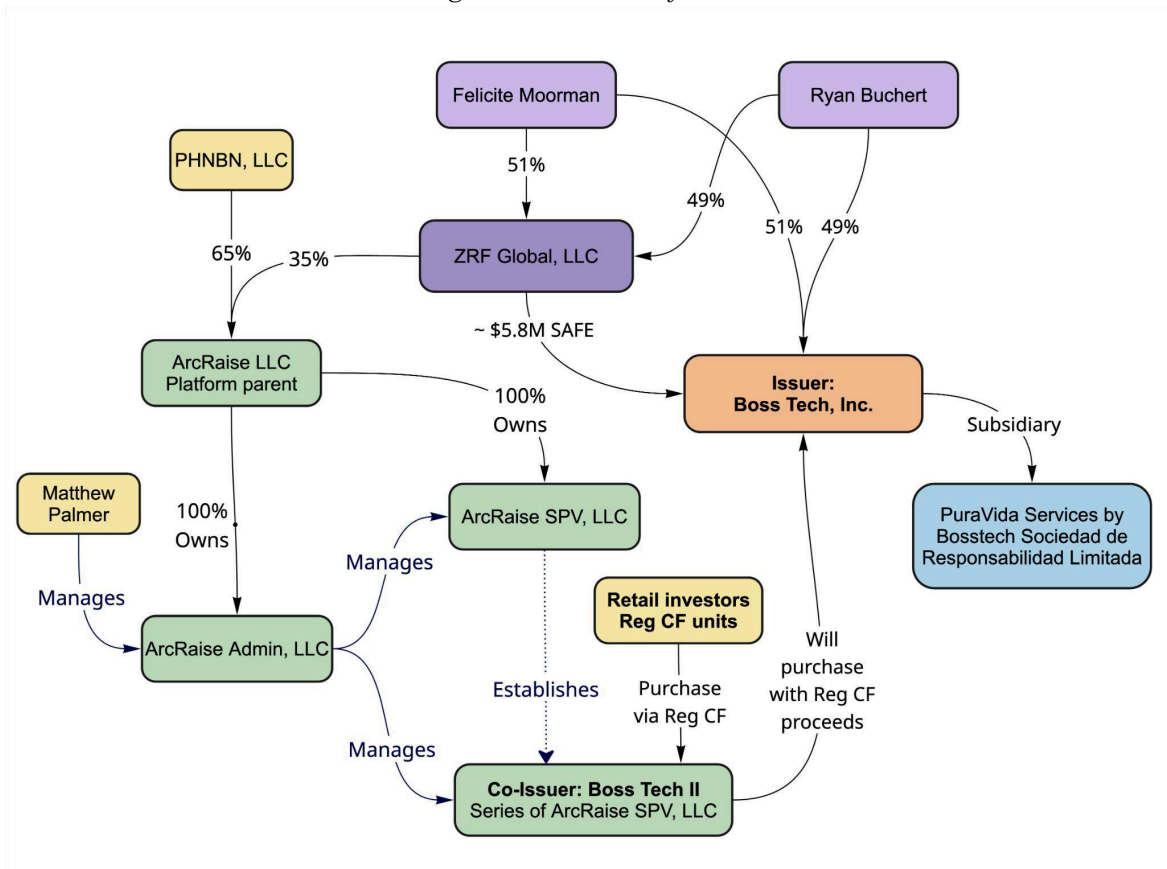 Felicite Moorman
Ryan Buchert
PHNBN, LLC
51%
49%
65%
35%
ZRF Global, LLC
51%
49%
~ $5.8M SAFE
ArcRaise LLC
Platform parent
Issuer:
Boss Tech, Inc.
100%
Owns
Subsidiary
Matthew
Palmer
100%
Owns
ArcRaise SPV, LLC
PuraVida Services by
Bosstech Sociedad de
Responsabilidad Limitada
Manages
Manages
Retail investors
Reg CF units
ArcRaise Admin, LLC
Will
purchase
with Reg CF
proceeds
Establishes
Purchase
via Reg CF
Manages
Co-Issuer: Boss Tech II
Series of ArcRaise SPV, LLC